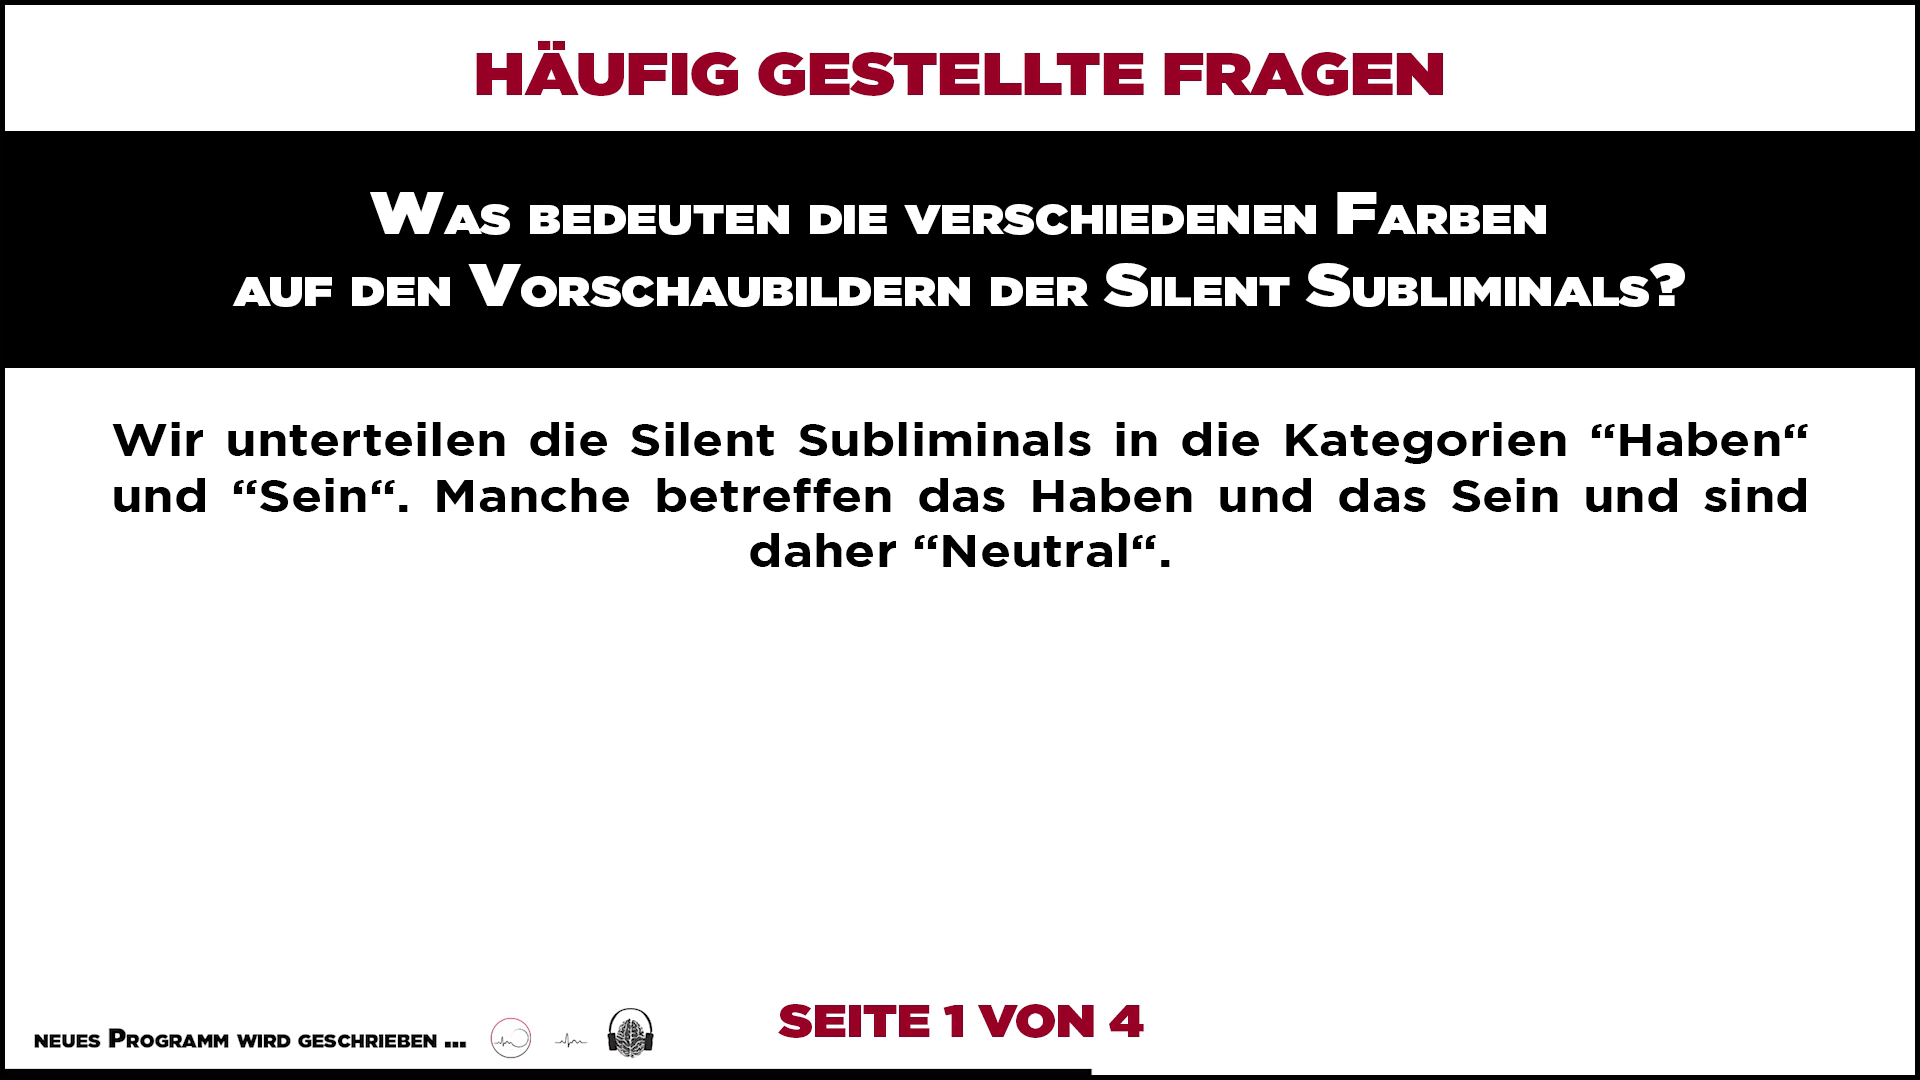 HÄUFIG GESTELLTE FRAGEN
Was bedeuten die verschiedenen Farben
auf den Vorschaubildern der Silent Subliminals?
Wir unterteilen die Silent Subliminals in die Kategorien “Haben“
und “Sein“. Manche betreffen das Haben und das Sein und sind
daher “Neutral“.
neues Programm wird geschrieben ...
SEITE 1 VON 4